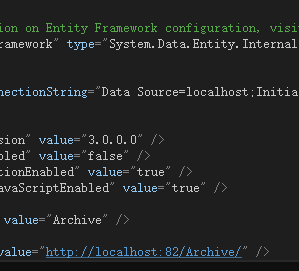 ion on Entity Framework configuration, visi
ramework" type="System.Data.Entity.Internal
nectionString="Data Source=localhost;Initia
sion" value="3.0.0.0" />
bled" value="false" />
tionEnabled" value="true" />
avaScriptEnabled" value="true" />
value="Archive" />
value="http://localhost:82/Archive/" />